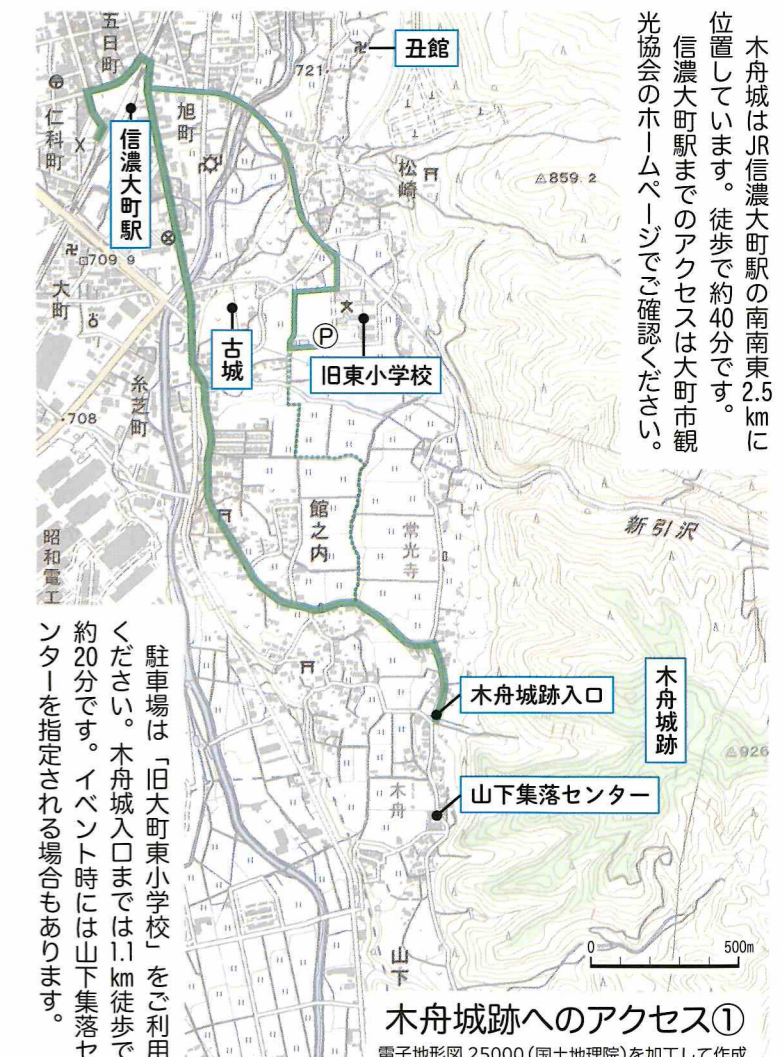 木舟城はJR信濃大町駅の南南東2.5㎞に
位置しています。徒歩で約40分です。
信濃大町駅までのアクセスは大町市観
光協会のホームページでご確認ください。
五日町
丑館
721
仁科町
旭町
信濃大町駅
松崎
859.2
709.9
大町
古城
P
旧東小学校
糸芝町
708
館之内
常光寺
新引沢
昭和電工
木舟城跡入口
木舟城跡
926
山下集落センター
木舟
山下
駐車場は「旧大町東小学校」をご利用
ください。木舟城入口までは1.1㎞徒歩で
約20分です。イベント時には山下集落セ
ンターを指定される場合もあります。
0 500m
木舟城跡へのアクセス①
電子地形図 25000(国土地理院)を加工して作成